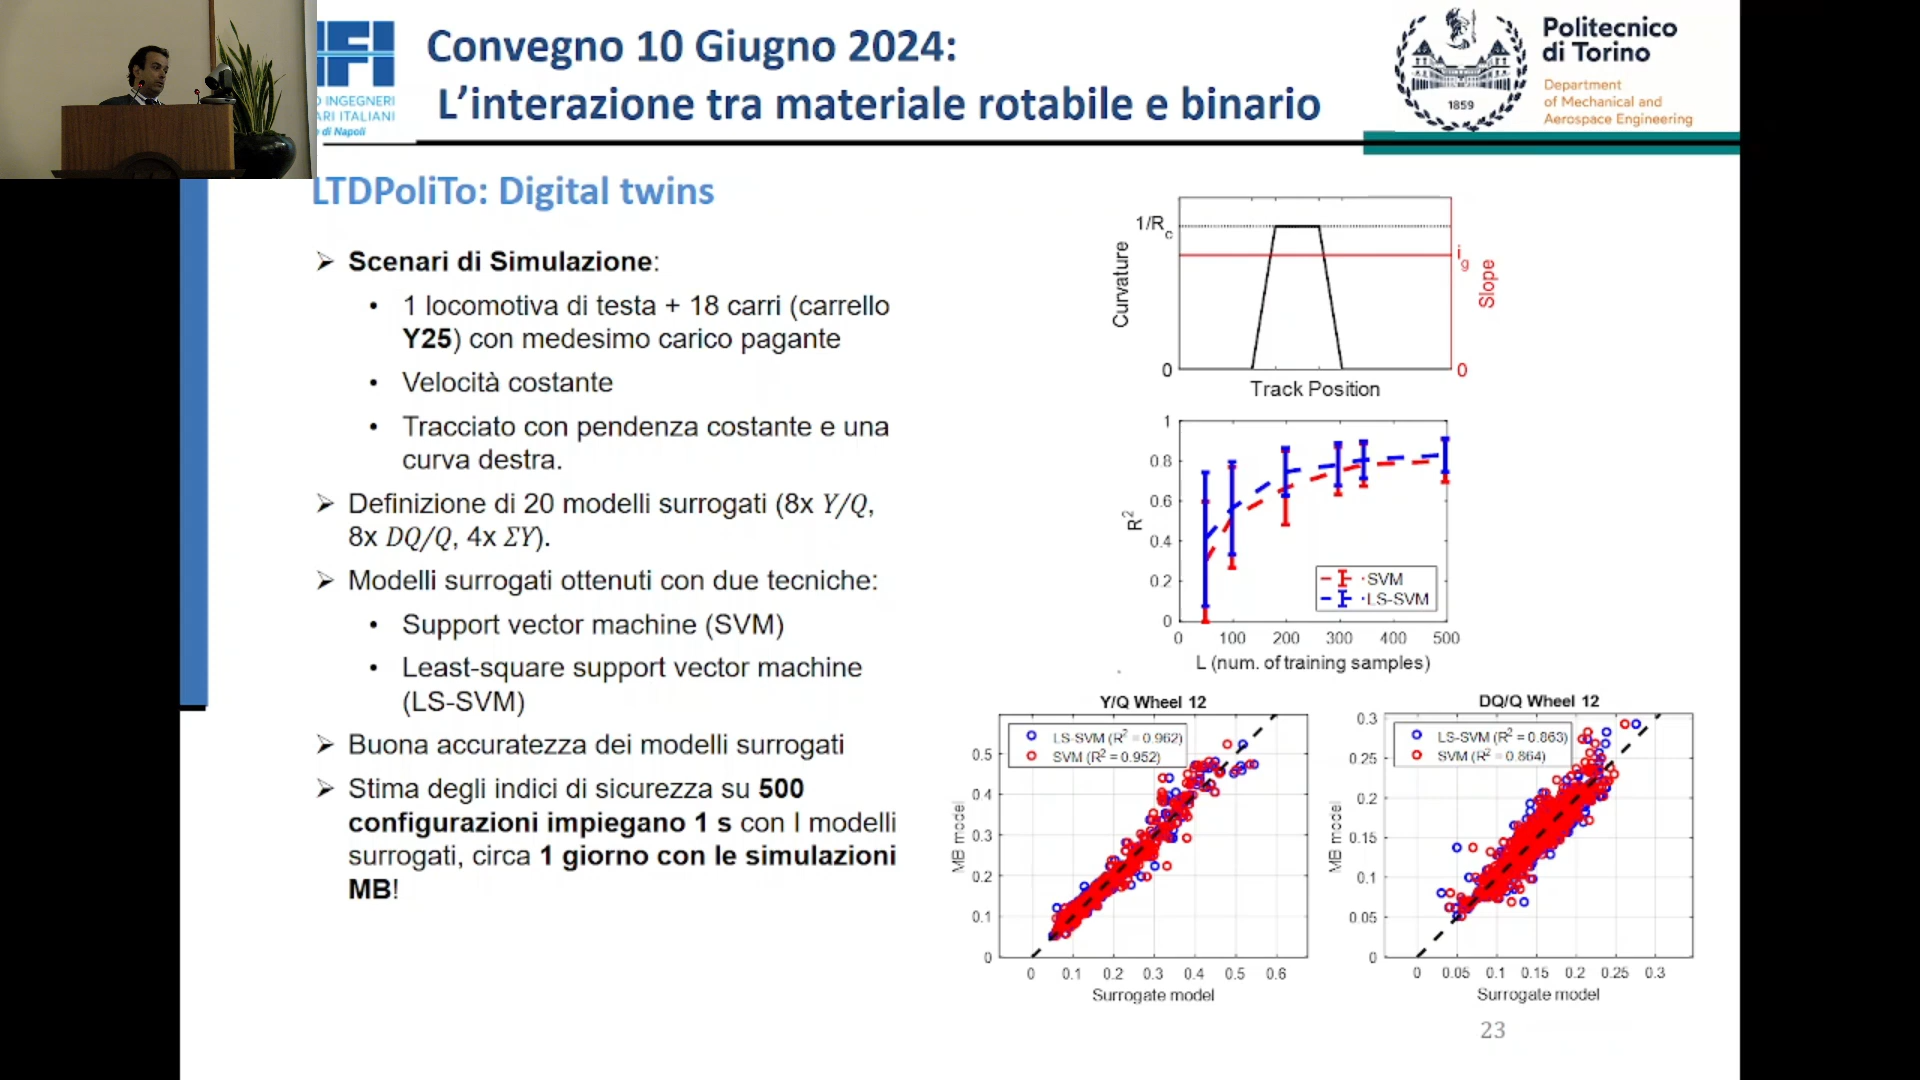 IFI
O INGEGNERI
ARI ITALIANI
di Napoli
Convegno 10 Giugno 2024:
L'interazione tra materiale rotabile e binario
1859
Politecnico
di Torino
Department
of Mechanical and
Aerospace Engineering
LTDPoliTo: Digital twins
➢ Scenari di Simulazione:
• 1 locomotiva di testa + 18 carri (carrello
Y25) con medesimo carico pagante
• Velocità costante
• Tracciato con pendenza costante e una
curva destra.
➢ Definizione di 20 modelli surrogati (8x Y/Q,
8x DQ/Q, 4x ΣY).
➢ Modelli surrogati ottenuti con due tecniche:
• Support vector machine (SVM)
• Least-square support vector machine
(LS-SVM)
➢ Buona accuratezza dei modelli surrogati
➢ Stima degli indici di sicurezza su 500
configurazioni impiegano 1 s con I modelli
surrogati, circa 1 giorno con le simulazioni
MB!
1/Rc
ig
Curvature
Slope
0
0
Track Position
1
0.8
0.6
0.4
0.2
0
R²
SVM
LS-SVM
0 100 200 300 400 500
L (num. of training samples)
Y/Q Wheel 12
LS-SVM (R² = 0.962)
SVM (R² = 0.952)
0.5
0.4
0.3
0.2
0.1
0
MB model
0 0.1 0.2 0.3 0.4 0.5 0.6
Surrogate model
DQ/Q Wheel 12
LS-SVM (R² = 0.863)
SVM (R² = 0.864)
0.3
0.25
0.2
0.15
0.1
0.05
0
MB model
0 0.05 0.1 0.15 0.2 0.25 0.3
Surrogate model
23